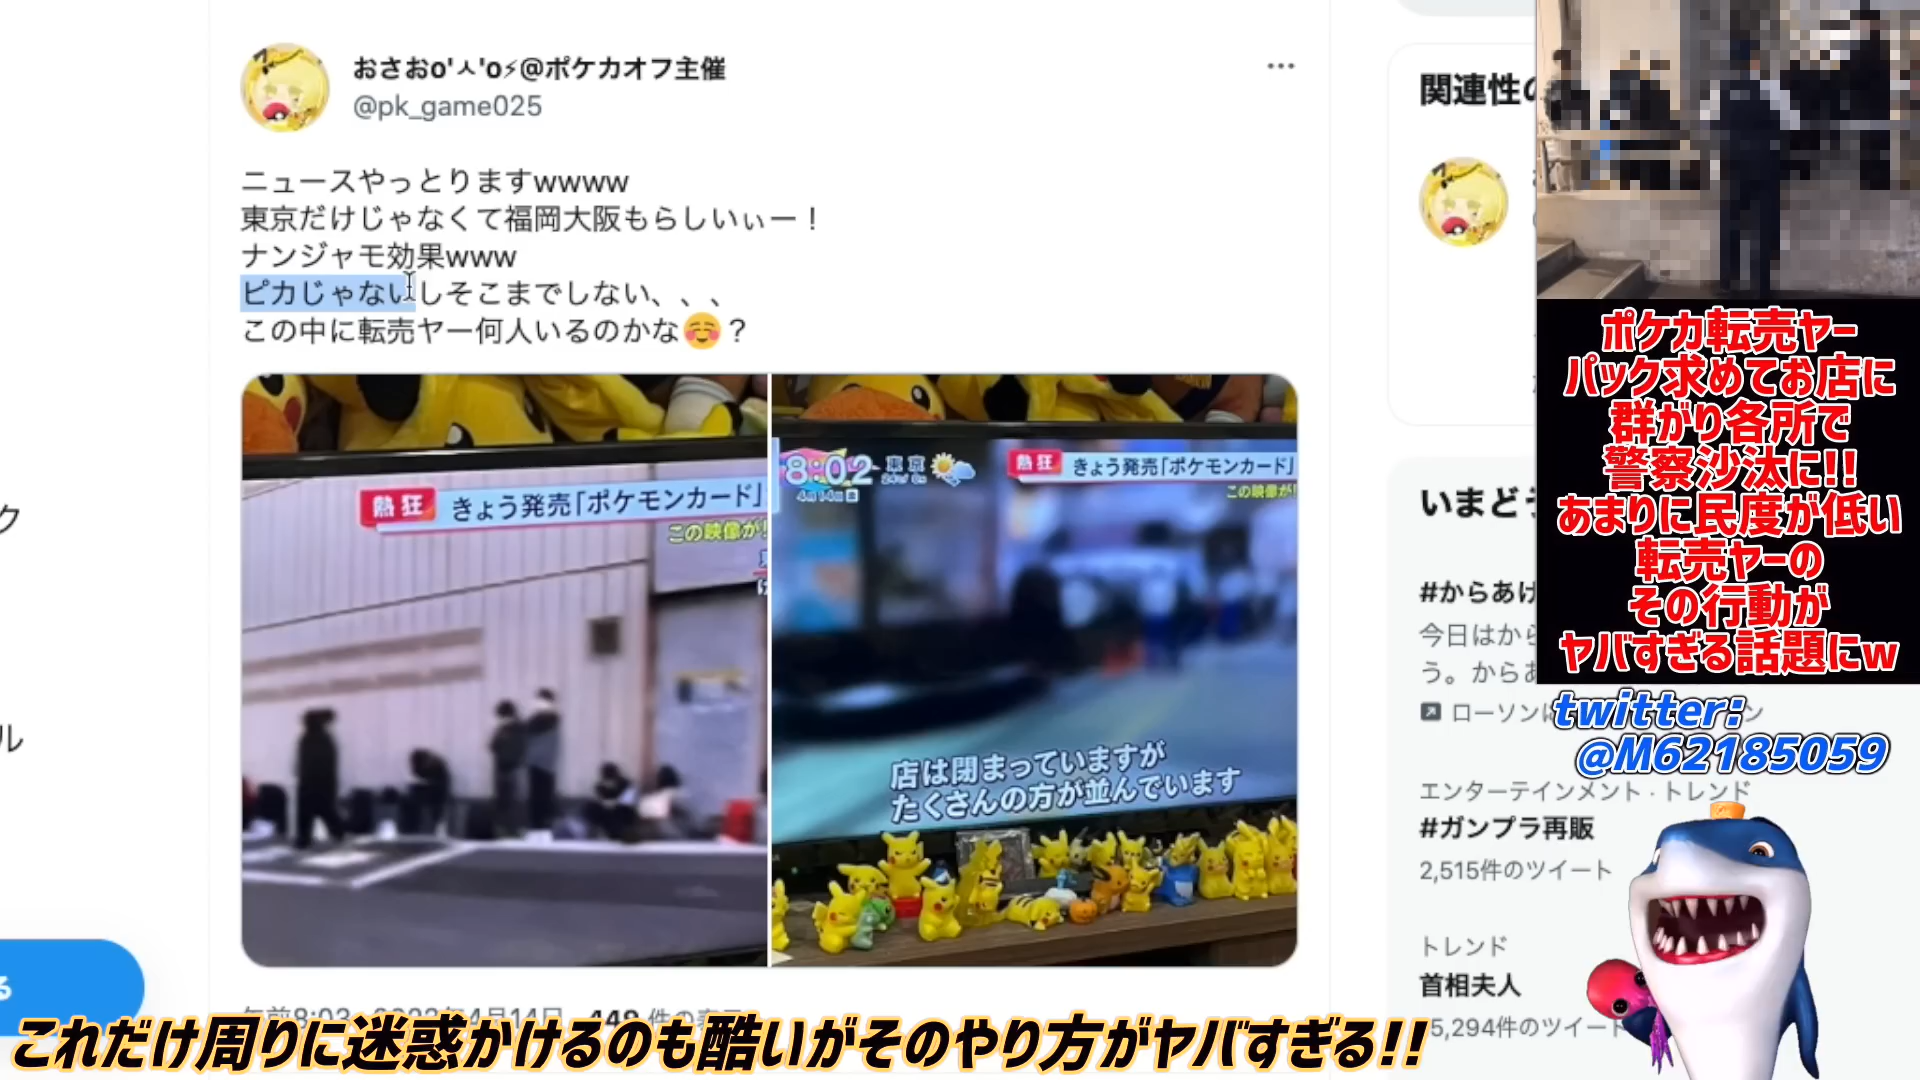 おさおo'ㅅ'o⚡@ポケカオフ主催
@pk_game025
ニュースやっとりますwwww
東京だけじゃなくて福岡大阪もらしいぃー！
ナンジャモ効果www
ピカじゃないしそこまでしない、、、
この中に転売ヤー何人いるのかな☺️？
熱狂 きょう発売「ポケモンカード」
この映像が!
8:02 東京
4月14日
熱狂 きょう発売「ポケモンカード」
この映像が!
店は閉まっていますが
たくさんの方が並んでいます
関連性の
いまどう
#からあげ
今日はから
う。からあ
ローソン
エンターテインメント · トレンド
#ガンプラ再販
2,515件のツイート
トレンド
首相夫人
5,294件のツイート
ポケカ転売ヤー
パック求めてお店に
群がり各所で
警察沙汰に!!
あまりに民度が低い
転売ヤーの
その行動が
ヤバすぎる話題にw
twitter:
@M62185059
ク
ル
る
これだけ周りに迷惑かけるのも酷いがそのやり方がヤバすぎる!!